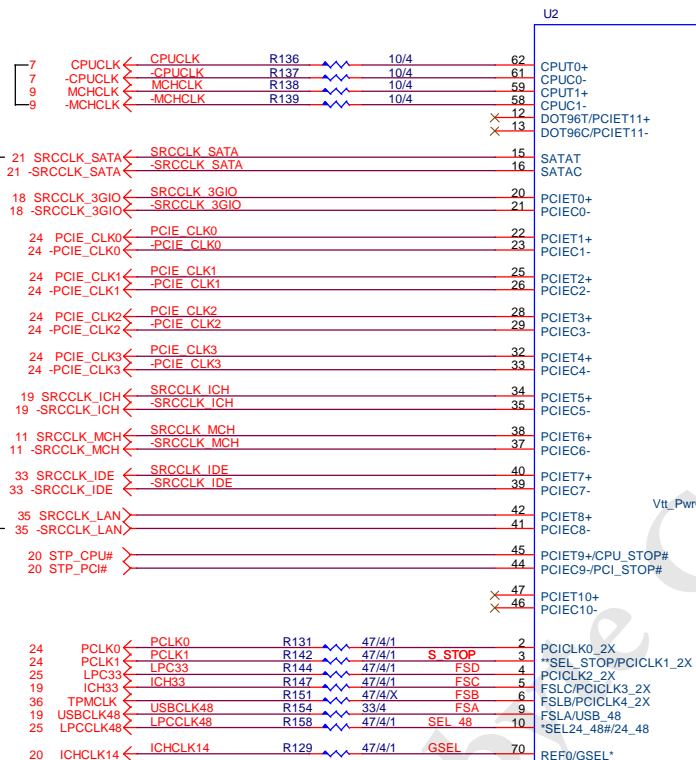 U2
7 CPUCLK CPUCLK R136 10/4 62 CPUT0+
7 -CPUCLK -CPUCLK R137 10/4 61 CPUC0-
9 MCHCLK MCHCLK R138 10/4 59 CPUT1+
9 -MCHCLK -MCHCLK R139 10/4 58 CPUC1-
12 DOT96T/PCIET11+
13 DOT96C/PCIET11-
21 SRCCLK_SATA SRCCLK_SATA 15 SATAT
21 -SRCCLK_SATA -SRCCLK_SATA 16 SATAC
18 SRCCLK_3GIO SRCCLK_3GIO 20 PCIET0+
18 -SRCCLK_3GIO -SRCCLK_3GIO 21 PCIEC0-
24 PCIE_CLK0 PCIE_CLK0 22 PCIET1+
24 -PCIE_CLK0 -PCIE_CLK0 23 PCIEC1-
24 PCIE_CLK1 PCIE_CLK1 25 PCIET2+
24 -PCIE_CLK1 -PCIE_CLK1 26 PCIEC2-
24 PCIE_CLK2 PCIE_CLK2 28 PCIET3+
24 -PCIE_CLK2 -PCIE_CLK2 29 PCIEC3-
24 PCIE_CLK3 PCIE_CLK3 32 PCIET4+
24 -PCIE_CLK3 -PCIE_CLK3 33 PCIEC4-
19 SRCCLK_ICH SRCCLK_ICH 34 PCIET5+
19 -SRCCLK_ICH -SRCCLK_ICH 35 PCIEC5-
11 SRCCLK_MCH SRCCLK_MCH 38 PCIET6+
11 -SRCCLK_MCH -SRCCLK_MCH 37 PCIEC6-
33 SRCCLK_IDE SRCCLK_IDE 40 PCIET7+
33 -SRCCLK_IDE -SRCCLK_IDE 39 PCIEC7-
Vtt_Pwr
35 SRCCLK_LAN 42 PCIET8+
35 -SRCCLK_LAN 41 PCIEC8-
20 STP_CPU# 45 PCIET9+/CPU_STOP#
20 STP_PCI# 44 PCIEC9-/PCI_STOP#
47 PCIET10+
46 PCIEC10-
24 PCLK0 PCLK0 R131 47/4/1 2 PCICLK0_2X
24 PCLK1 PCLK1 R142 47/4/1 S_STOP 3 **SEL_STOP/PCICLK1_2X
25 LPC33 LPC33 R144 47/4/1 FSD 4 PCICLK2_2X
19 ICH33 ICH33 R147 47/4/1 FSC 5 FSLC/PCICLK3_2X
36 TPMCLK R151 47/4/X FSB 6 FSLB/PCICLK4_2X
19 USBCLK48 USBCLK48 R154 33/4 FSA 9 FSLA/USB_48
25 LPCCLK48 LPCCLK48 R158 47/4/1 SEL_48 10 *SEL24_48#/24_48
20 ICHCLK14 ICHCLK14 R129 47/4/1 GSEL 70 REF0/GSEL*